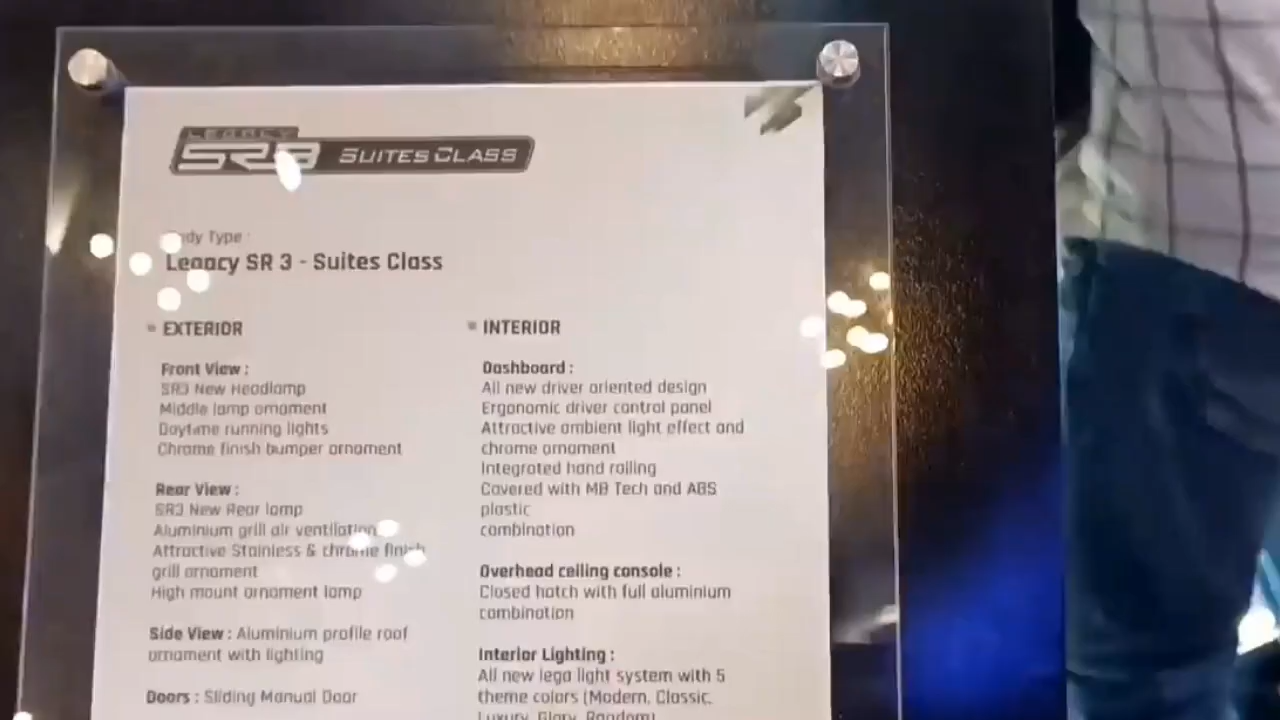 LEGACY
SR3 SUITES CLASS
Body Type :
Legacy SR 3 - Suites Class
EXTERIOR
Front View :
SR3 New Headlamp
Middle lamp ornament
Daytime running lights
Chrome finish bumper ornament
Rear View :
SR3 New Rear lamp
Aluminium grill air ventilation
Attractive Stainless & chrome finish
grill ornament
High mount ornament lamp
Side View : Aluminium profile roof
ornament with lighting
Doors : Sliding Manual Door
INTERIOR
Dashboard :
All new driver oriented design
Ergonomic driver control panel
Attractive ambient light effect and
chrome ornament
Integrated hand railing
Covered with MB Tech and ABS
plastic
combination
Overhead ceiling console :
Closed hatch with full aluminium
combination
Interior Lighting :
All new lega light system with 5
theme colors (Modern, Classic,
Luxury, Glory, Random)